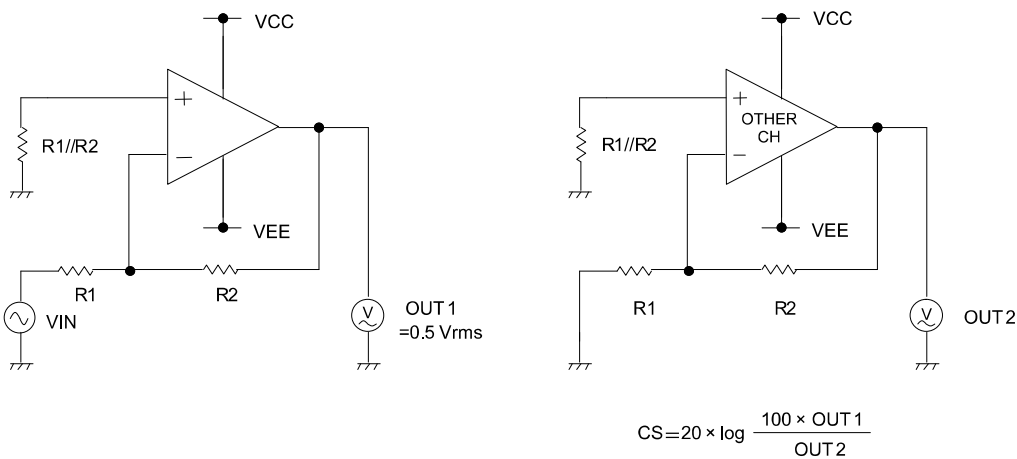 VCC
+
R1//R2
−
VEE
R1
R2
VIN
V
OUT1
=0.5 Vrms
VCC
+
OTHER
CH
R1//R2
−
VEE
R1
R2
V
OUT2
CS=20 × log 100 × OUT1
OUT2